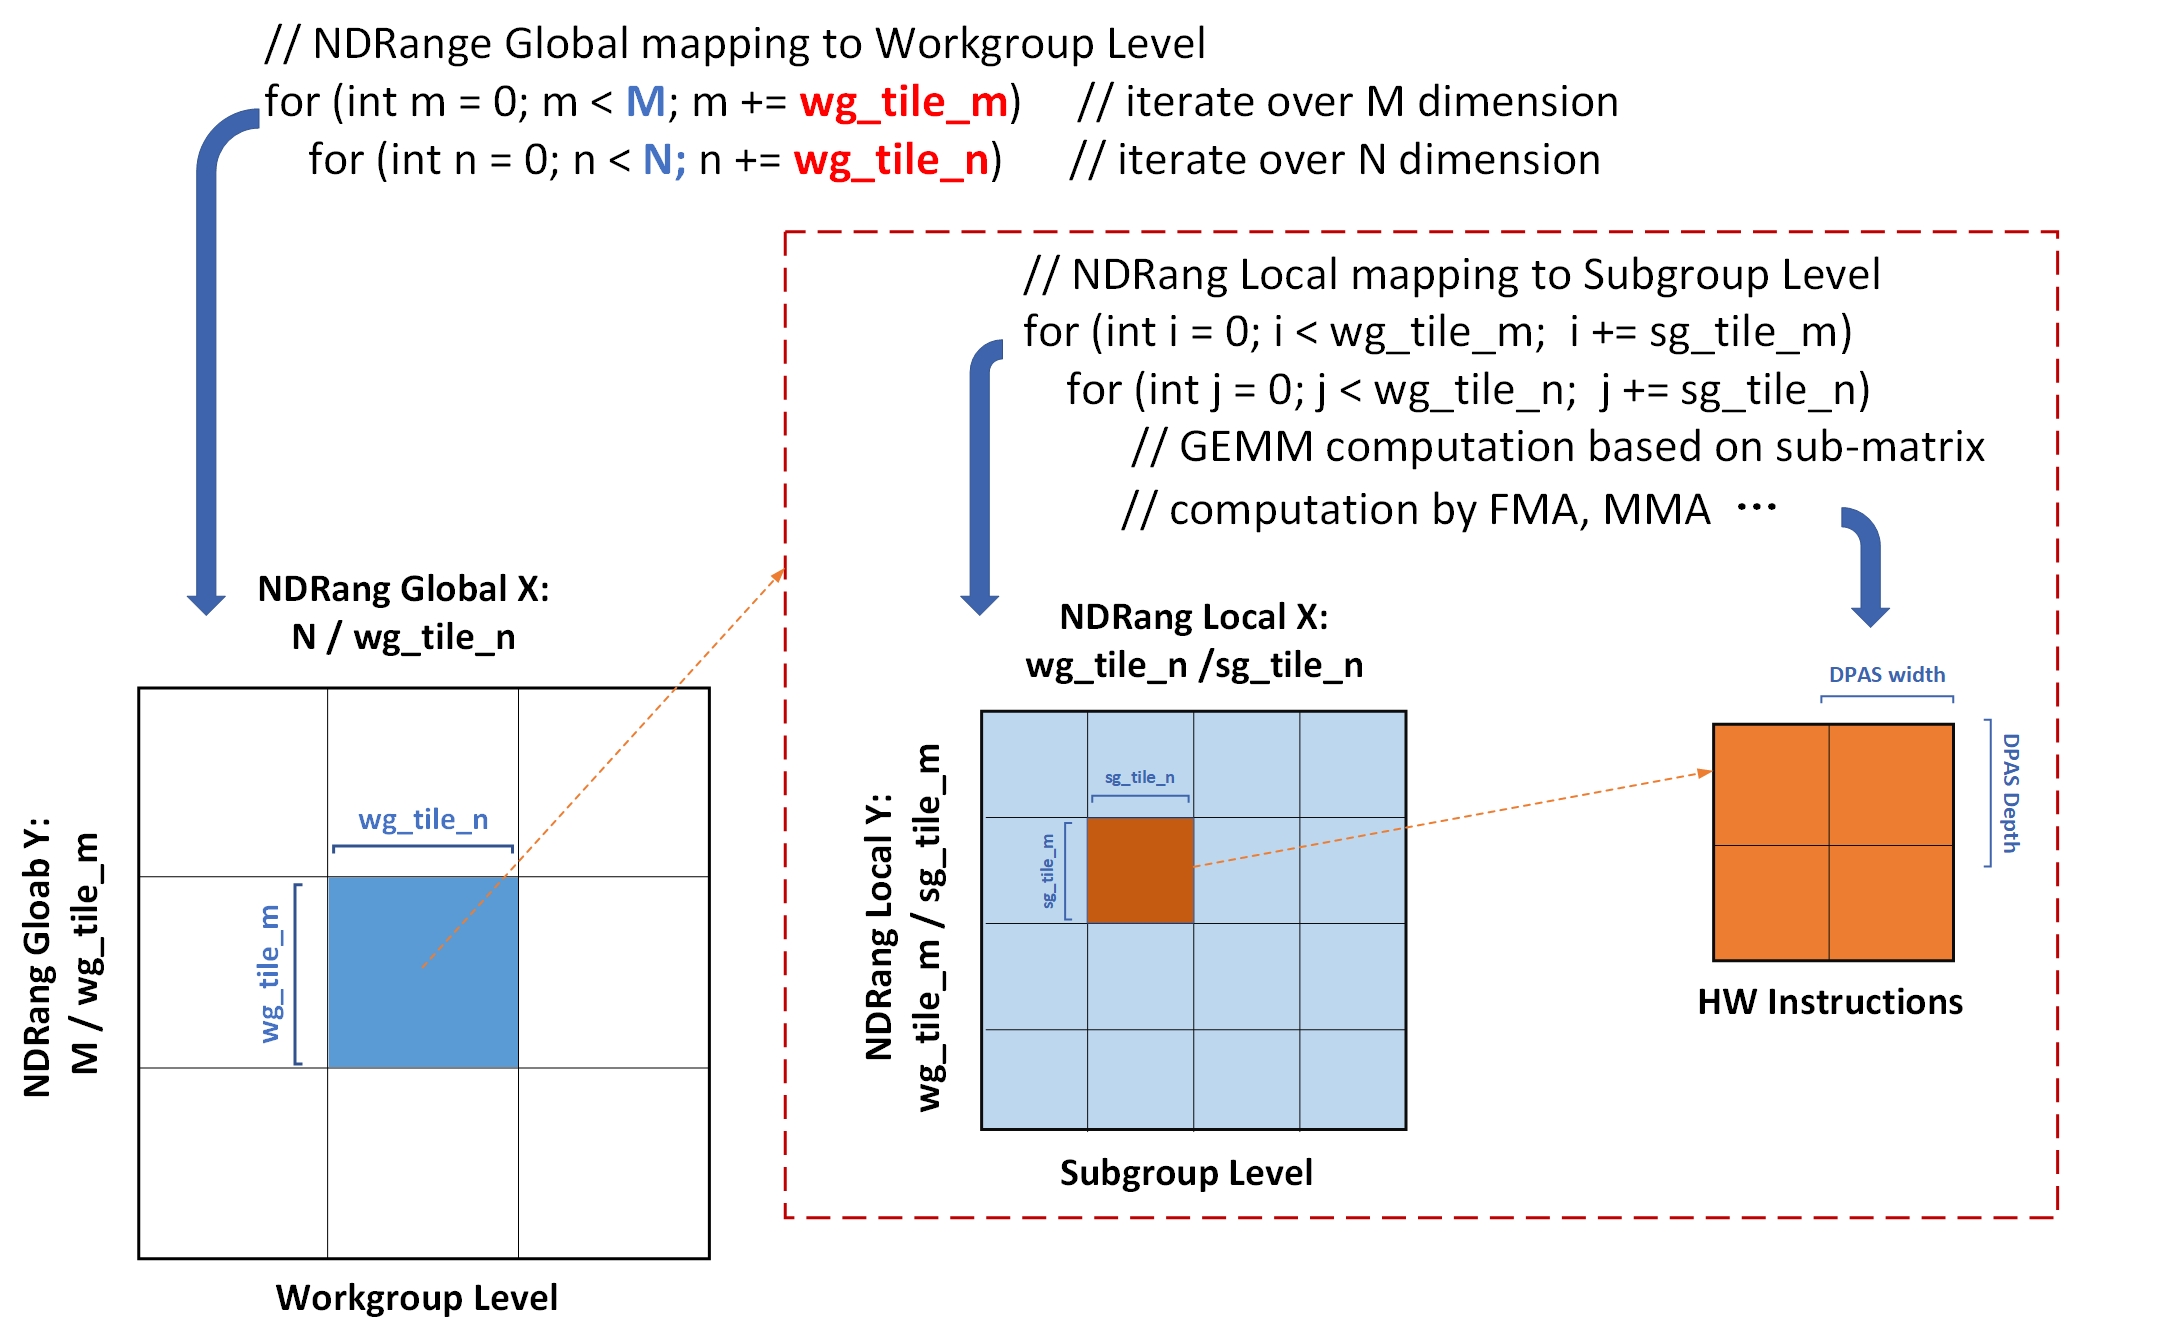 // NDRange Global mapping to Workgroup Level
for (int m = 0; m < M; m += wg_tile_m) // iterate over M dimension
for (int n = 0; n < N; n += wg_tile_n) // iterate over N dimension
// NDRang Local mapping to Subgroup Level
for (int i = 0; i < wg_tile_m; i += sg_tile_m)
for (int j = 0; j < wg_tile_n; j += sg_tile_n)
// GEMM computation based on sub-matrix
// computation by FMA, MMA ⋯
NDRang Global X:
N / wg_tile_n
NDRang Gloab Y:
M / wg_tile_m
wg_tile_n
wg_tile_m
Workgroup Level
NDRang Local X:
wg_tile_n /sg_tile_n
NDRang Local Y:
wg_tile_m / sg_tile_m
sg_tile_n
sg_tile_m
Subgroup Level
DPAS width
DPAS Depth
HW Instructions